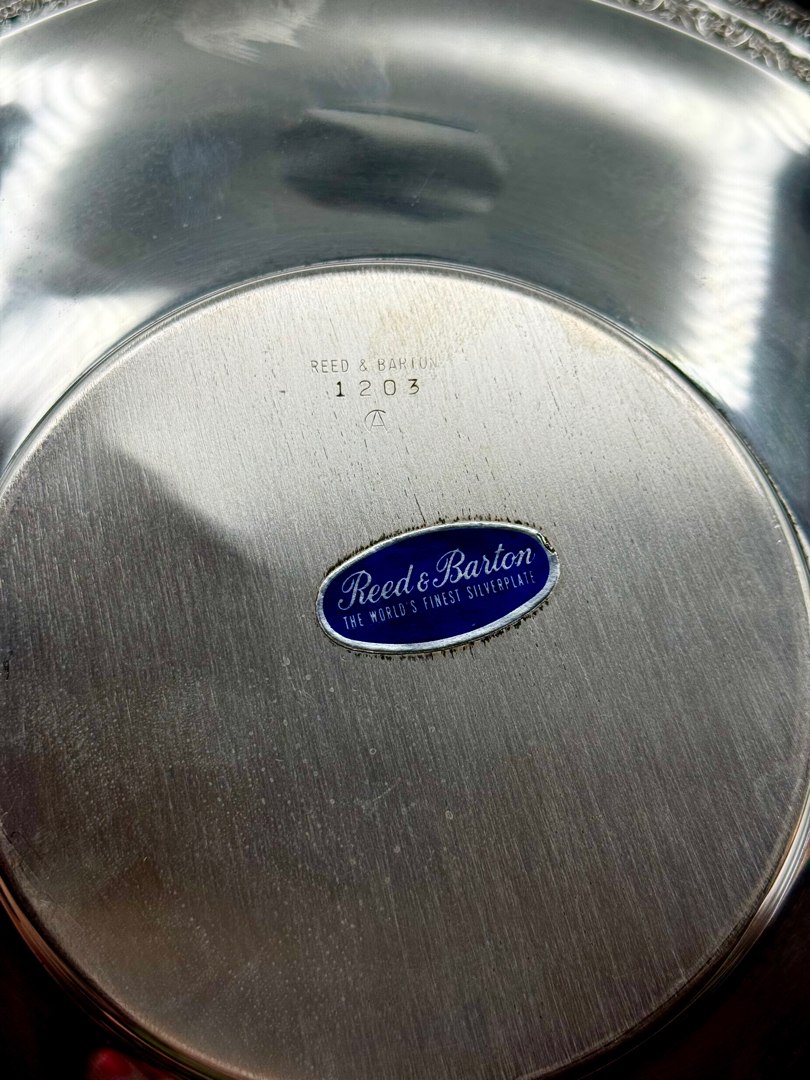 REED & BARTON
1203
Reed & Barton
THE WORLD'S FINEST SILVERPLATE